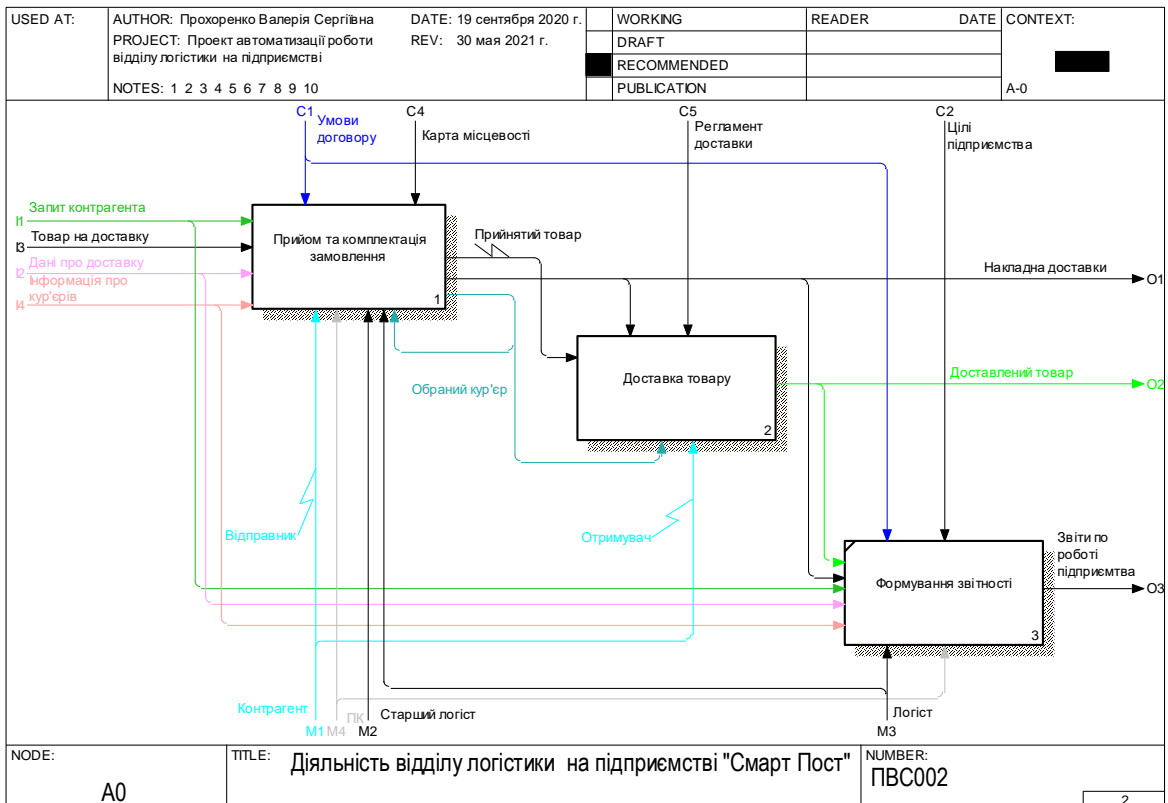 USED AT:
AUTHOR: Прохоренко Валерія Сергіївна
DATE: 19 сентября 2020 г.
WORKING
READER
DATE
CONTEXT:
PROJECT: Проект автоматизації роботи
відділу логістики на підприємстві
REV: 30 мая 2021 г.
DRAFT
RECOMMENDED
NOTES: 1 2 3 4 5 6 7 8 9 10
PUBLICATION
A-0
C1
Умови
договору
C4
Карта місцевості
C5
Регламент
доставки
C2
Цілі
підприємства
I1
Запит контрагента
I3
Товар на доставку
I2
Дані про доставку
I4
Інформація про
кур'єрів
Прийом та комплектація
замовлення
1
Прийнятий товар
Накладна доставки
O1
Обраний кур'єр
Доставка товару
2
Доставлений товар
O2
Відправник
Отримувач
Формування звітності
3
Звіти по
роботі
підприємтва
O3
Контрагент
M1
ПК
M4
Старший логіст
M2
Логіст
M3
NODE:
A0
TITLE:
Діяльність відділу логістики на підприємстві "Смарт Пост"
NUMBER:
ПВС002
2